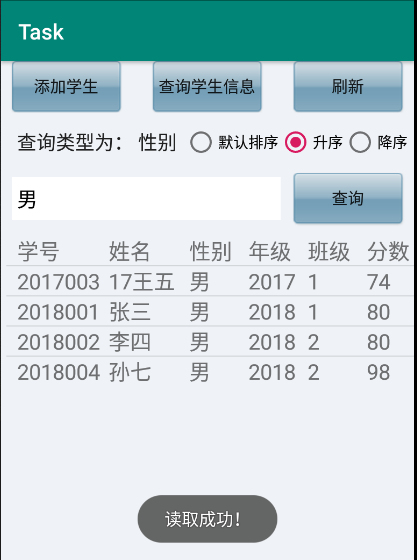 Task
添加学生 查询学生信息 刷新
查询类型为： 性别 默认排序 升序 降序
男 查询
学号 姓名 性别 年级 班级 分数
2017003 17王五 男 2017 1 74
2018001 张三 男 2018 1 80
2018002 李四 男 2018 2 80
2018004 孙七 男 2018 2 98
读取成功！